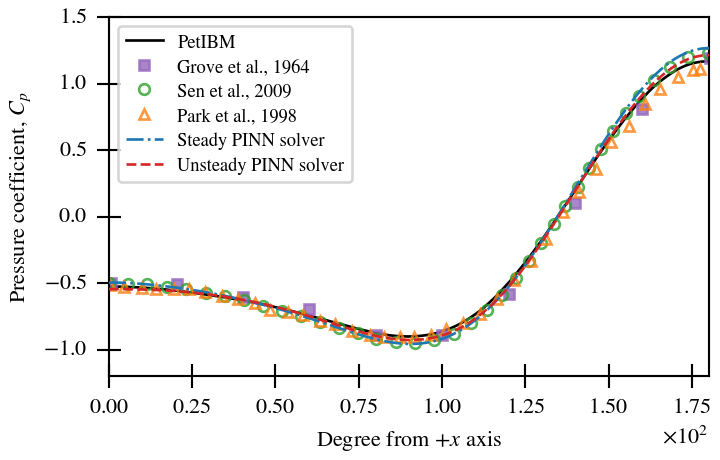 1.5
1.0
0.5
0.0
−0.5
−1.0
Pressure coefficient, Cp
PetIBM
Grove et al., 1964
Sen et al., 2009
Park et al., 1998
Steady PINN solver
Unsteady PINN solver
0.00 0.25 0.50 0.75 1.00 1.25 1.50 1.75
×10²
Degree from +x axis